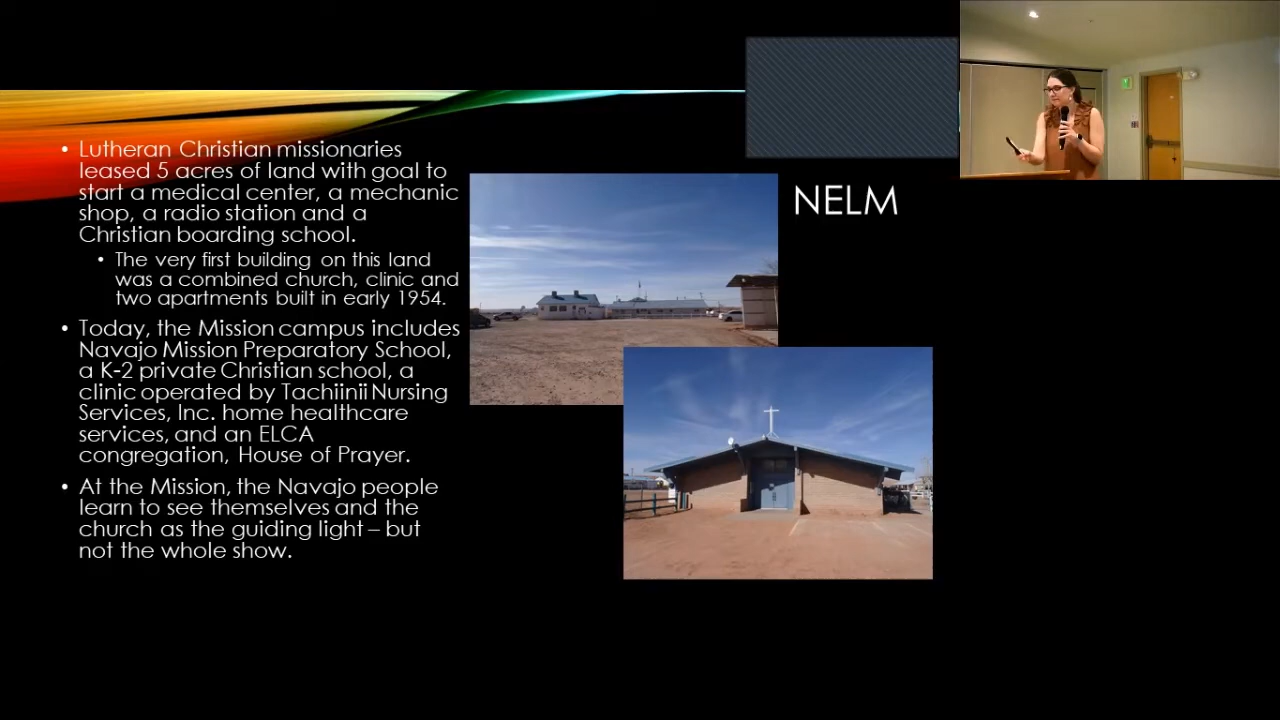 • Lutheran Christian missionaries
leased 5 acres of land with goal to
start a medical center, a mechanic
shop, a radio station and a
Christian boarding school.
• The very first building on this land
was a combined church, clinic and
two apartments built in early 1954.
• Today, the Mission campus includes
Navajo Mission Preparatory School,
a K-2 private Christian school, a
clinic operated by Tachiinii Nursing
Services, Inc. home healthcare
services, and an ELCA
congregation, House of Prayer.
• At the Mission, the Navajo people
learn to see themselves and the
church as the guiding light – but
not the whole show.
NELM